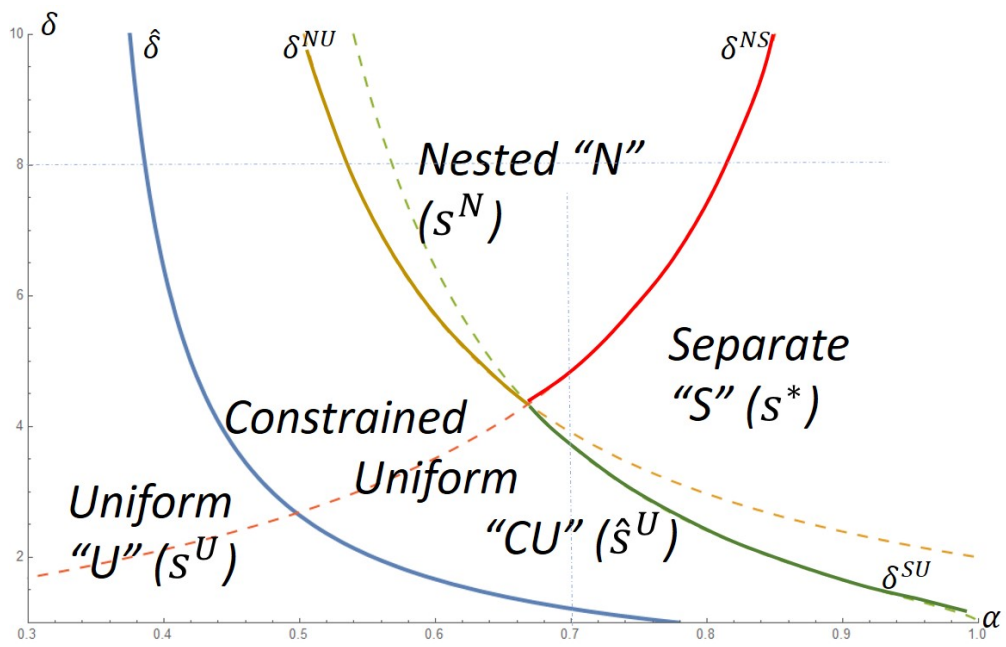 10 δ
δ̂
δ^{NU}
δ^{NS}
8
Nested “N”
(s^N)
6
Separate
“S” (s*)
4
Constrained
Uniform
Uniform
“U” (s^U)
“CU” (ŝ^U)
2
δ^{SU}
α
0.3 0.4 0.5 0.6 0.7 0.8 0.9 1.0